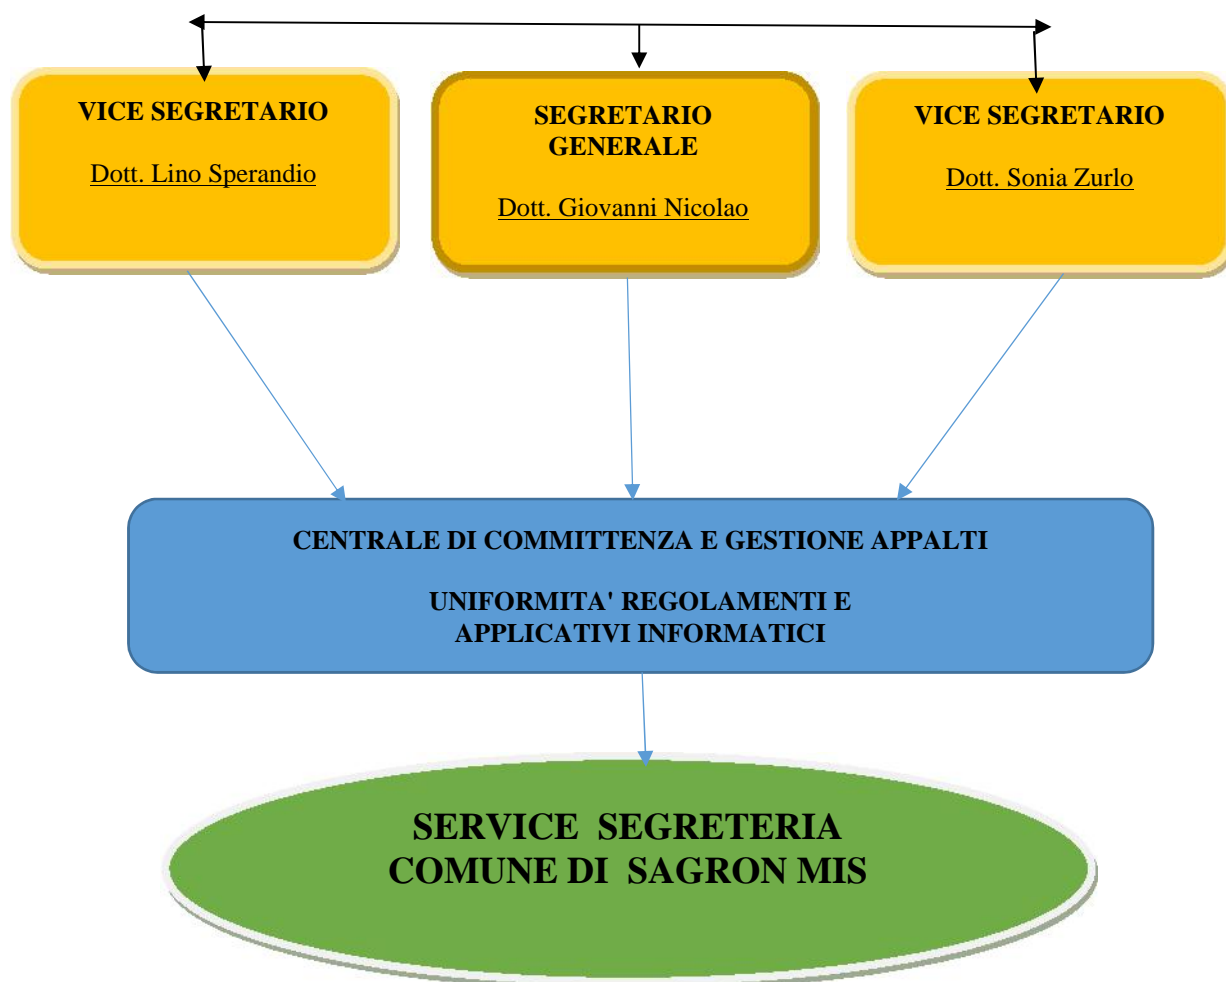 VICE SEGRETARIO
Dott. Lino Sperandio
SEGRETARIO
GENERALE
Dott. Giovanni Nicolao
VICE SEGRETARIO
Dott. Sonia Zurlo
CENTRALE DI COMMITTENZA E GESTIONE APPALTI
UNIFORMITA' REGOLAMENTI E
APPLICATIVI INFORMATICI
SERVICE SEGRETERIA
COMUNE DI SAGRON MIS